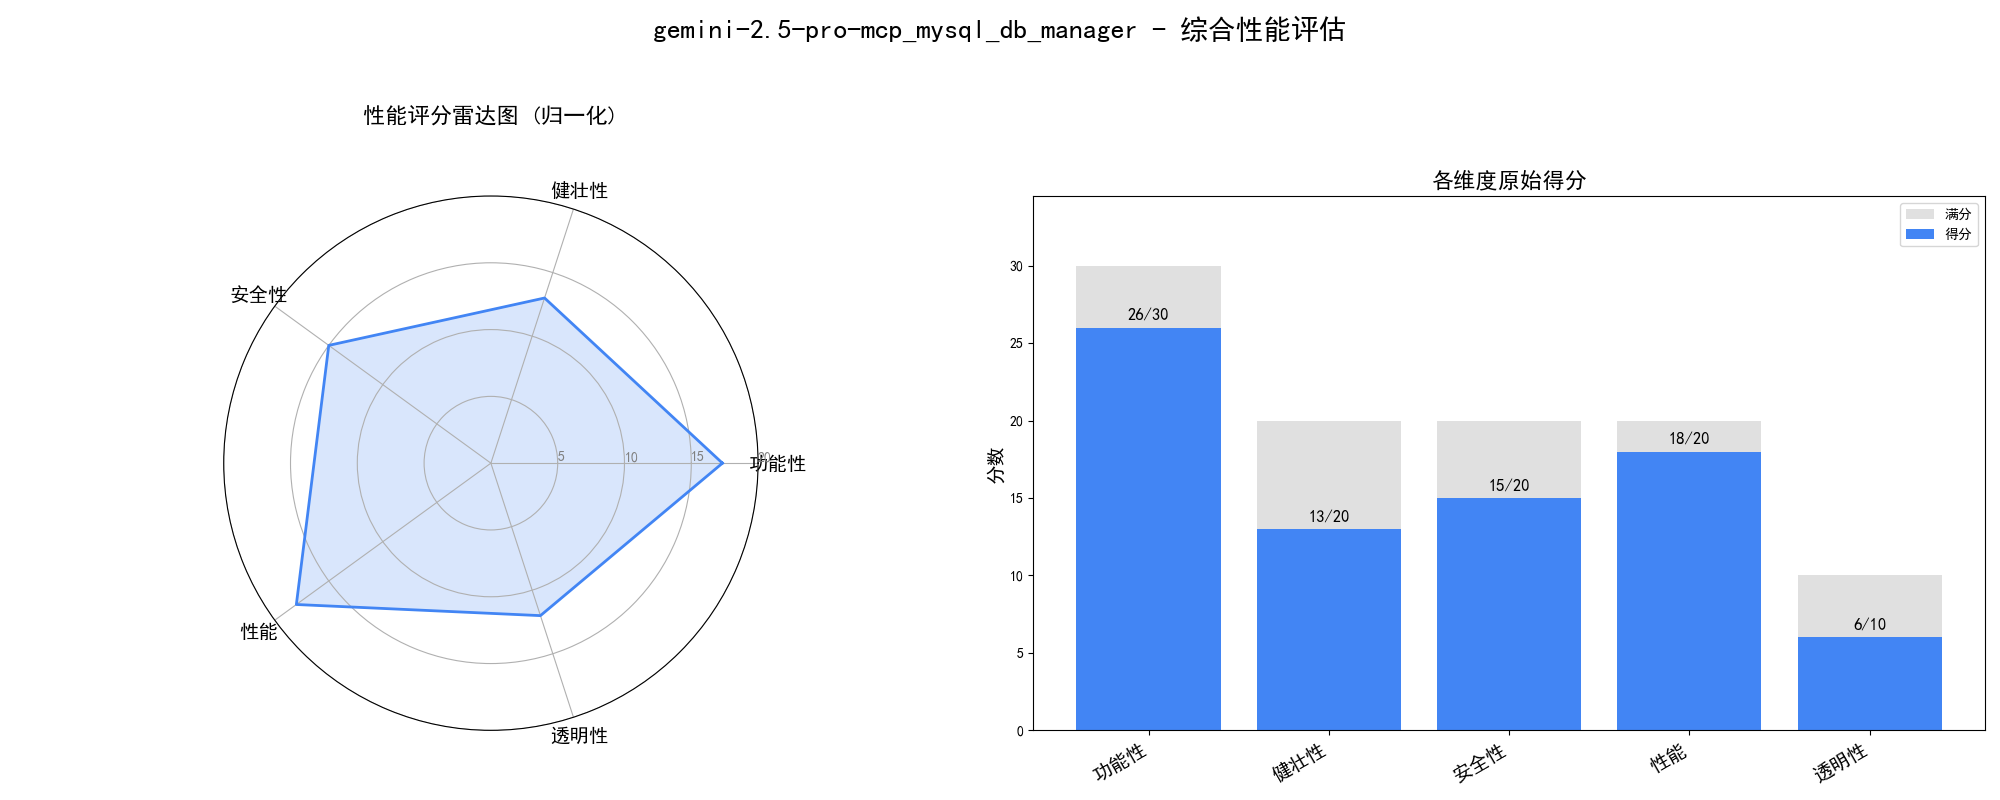 gemini-2.5-pro-mcp_mysql_db_manager - 综合性能评估
性能评分雷达图 (归一化)
健壮性
安全性
5
10
15
20
功能性
性能
透明性
各维度原始得分
满分
得分
分数
30
25
20
15
10
5
0
26/30
13/20
15/20
18/20
6/10
功能性
健壮性
安全性
性能
透明性